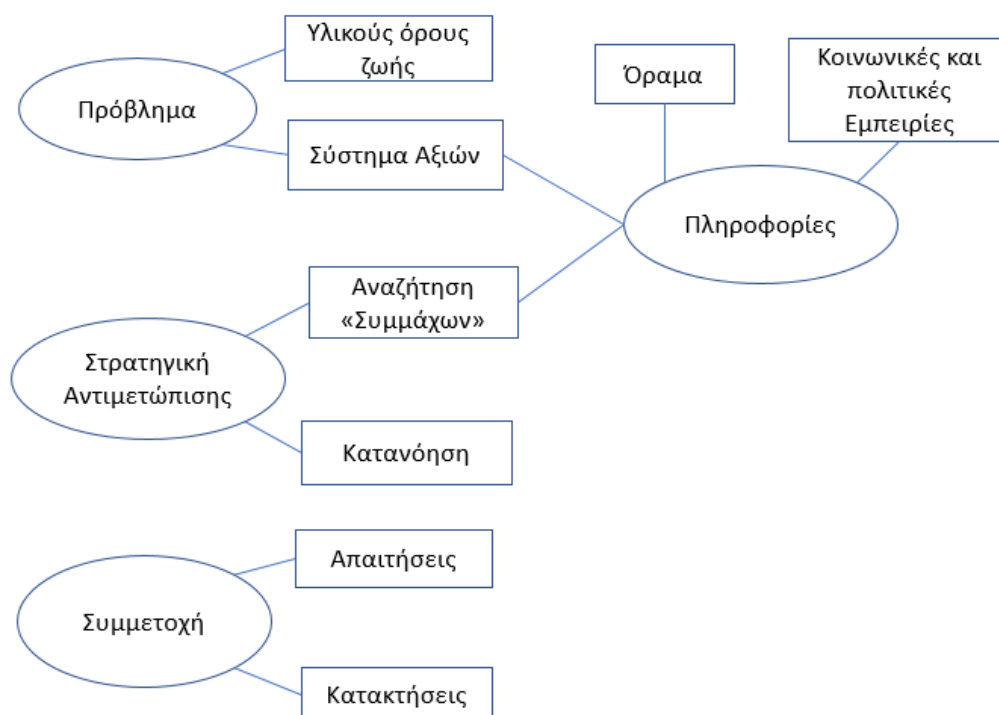 Υλικούς όρους
ζωής
Πρόβλημα
Σύστημα Αξιών
Όραμα
Κοινωνικές και
πολιτικές
Εμπειρίες
Πληροφορίες
Αναζήτηση
«Συμμάχων»
Στρατηγική
Αντιμετώπισης
Κατανόηση
Απαιτήσεις
Συμμετοχή
Κατακτήσεις